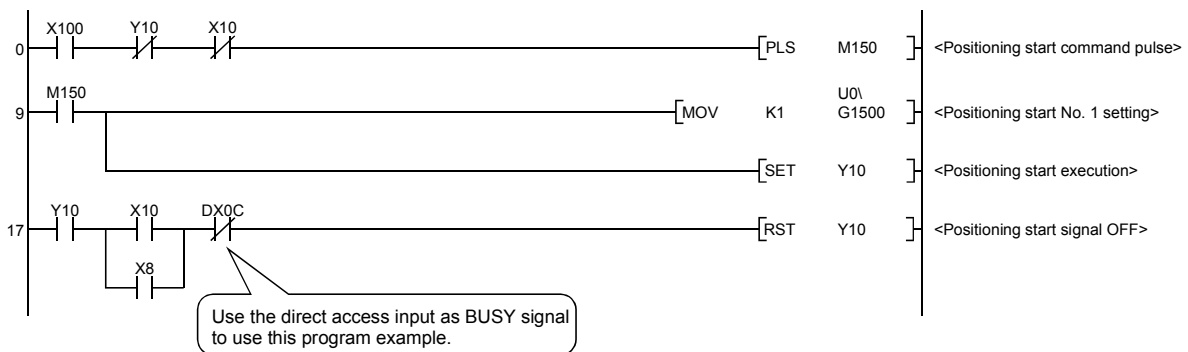 X100 Y10 X10
0 PLS M150 <Positioning start command pulse>
M150 U0\
9 MOV K1 G1500 <Positioning start No. 1 setting>
SET Y10 <Positioning start execution>
Y10 X10 DX0C
17 RST Y10 <Positioning start signal OFF>
X8
Use the direct access input as BUSY signal
to use this program example.